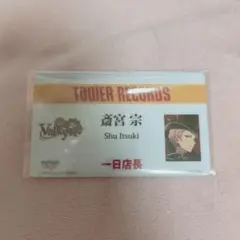 TOWER RECORDS
斎宮 宗
Shu Itsuki
Valkyrie
一日店長